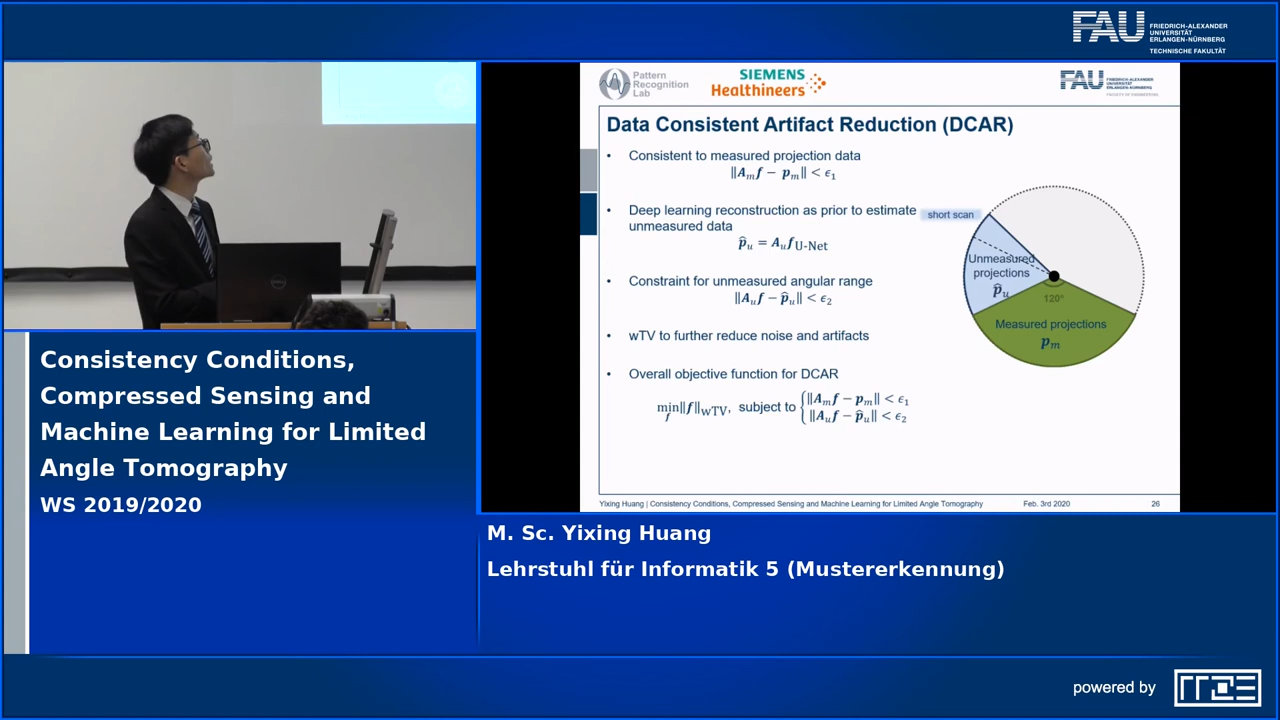 FAU
FRIEDRICH-ALEXANDER
UNIVERSITÄT
ERLANGEN-NÜRNBERG
TECHNISCHE FAKULTÄT
Pattern
Recognition
Lab
SIEMENS
Healthineers
FAU
FRIEDRICH-ALEXANDER
UNIVERSITÄT
ERLANGEN-NÜRNBERG
FACULTY OF ENGINEERING
Data Consistent Artifact Reduction (DCAR)
• Consistent to measured projection data
‖A_m f − p_m‖ < ϵ_1
• Deep learning reconstruction as prior to estimate
unmeasured data
p̂_u = A_u f_U-Net
• Constraint for unmeasured angular range
‖A_u f − p̂_u‖ < ϵ_2
• wTV to further reduce noise and artifacts
• Overall objective function for DCAR
min_f ‖f‖_wTV, subject to { ‖A_m f − p_m‖ < ϵ_1
‖A_u f − p̂_u‖ < ϵ_2
short scan
Unmeasured
projections
p̂_u
120°
Measured projections
p_m
Yixing Huang | Consistency Conditions, Compressed Sensing and Machine Learning for Limited Angle Tomography Feb. 3rd 2020 26
DELL
Consistency Conditions,
Compressed Sensing and
Machine Learning for Limited
Angle Tomography
WS 2019/2020
M. Sc. Yixing Huang
Lehrstuhl für Informatik 5 (Mustererkennung)
powered by